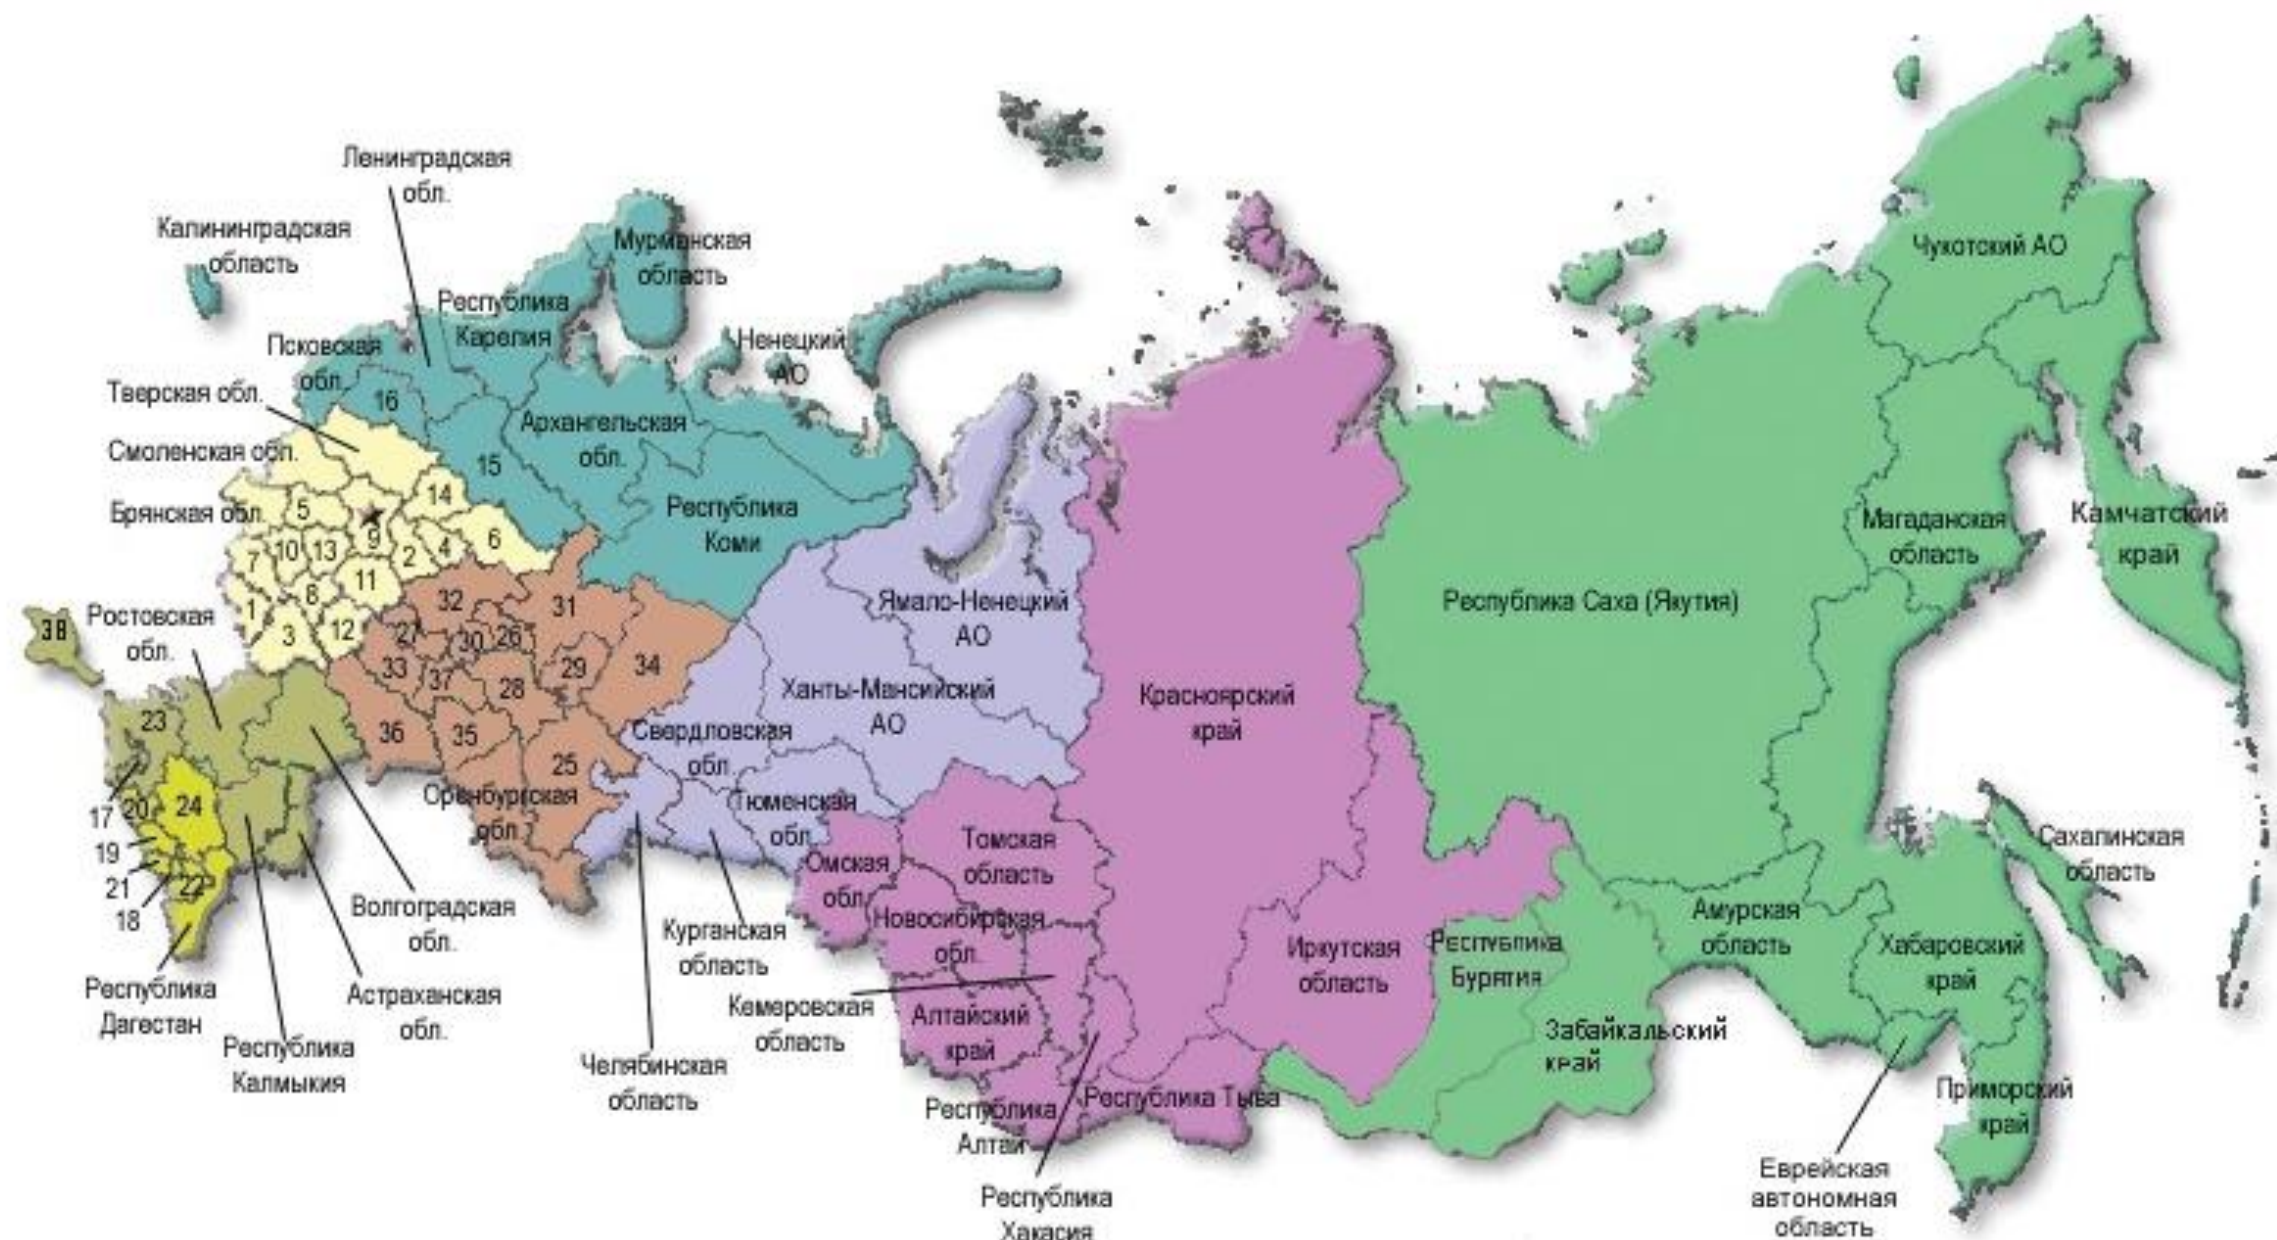 Ленинградская
обл.
Калининградская
область
Мурманская
область
Чукотский АО
Республика
Карелия
Ненецкий
АО
Псковская
обл.
Тверская обл.
16
Архангельская
обл.
Смоленская обл.
15
14
5
Брянская обл.
Республика
Коми
Магаданская
область
Камчатский
край
7
10
13
9
2
4
6
11
8
1
3
12
32
31
Ямало-Ненецкий
АО
Республика Саха (Якутия)
38
Ростовская
обл.
27
30
26
33
37
29
34
28
Ханты-Мансийский
АО
Красноярский
край
23
36
35
25
Свердловская
обл.
17
20
24
Оренбургская
обл.
Тюменская
обл.
Томская
область
Сахалинская
область
19
21
18
22
Омская
обл.
Волгоградская
обл.
Курганская
область
Новосибирская
обл.
Иркутская
область
Республика
Бурятия
Амурская
область
Хабаровский
край
Республика
Дагестан
Астраханская
обл.
Кемеровская
область
Алтайский
край
Забайкальский
край
Республика
Калмыкия
Челябинская
область
Республика
Алтай
Республика Тыва
Приморский
край
Республика
Хакасия
Еврейская
автономная
область